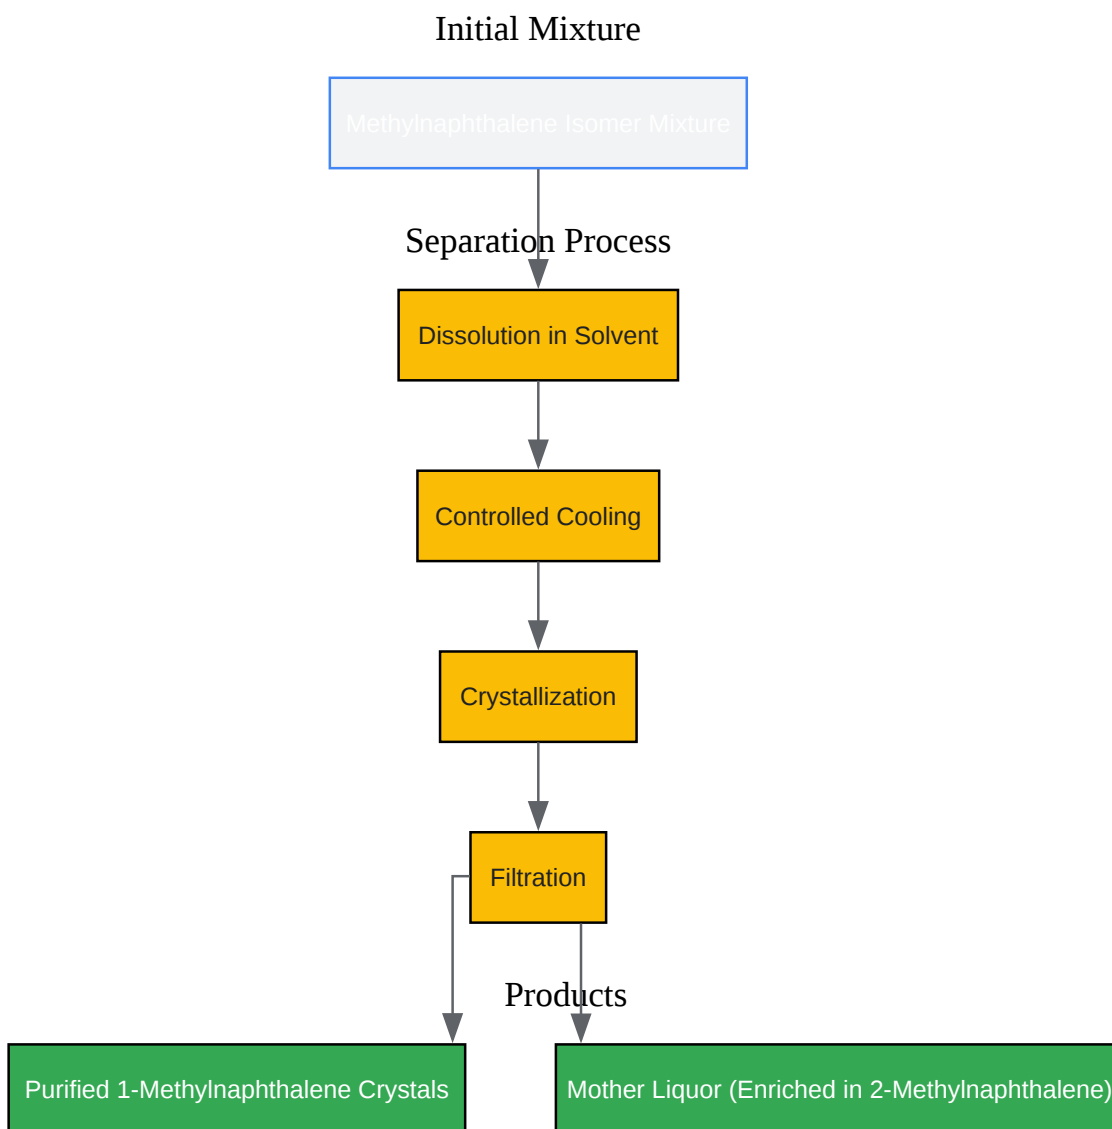 Initial Mixture
Methylnaphthalene Isomer Mixture
Separation Process
Dissolution in Solvent
Controlled Cooling
Crystallization
Filtration
Products
Purified 1-Methylnaphthalene Crystals
Mother Liquor (Enriched in 2-Methylnaphthalene)